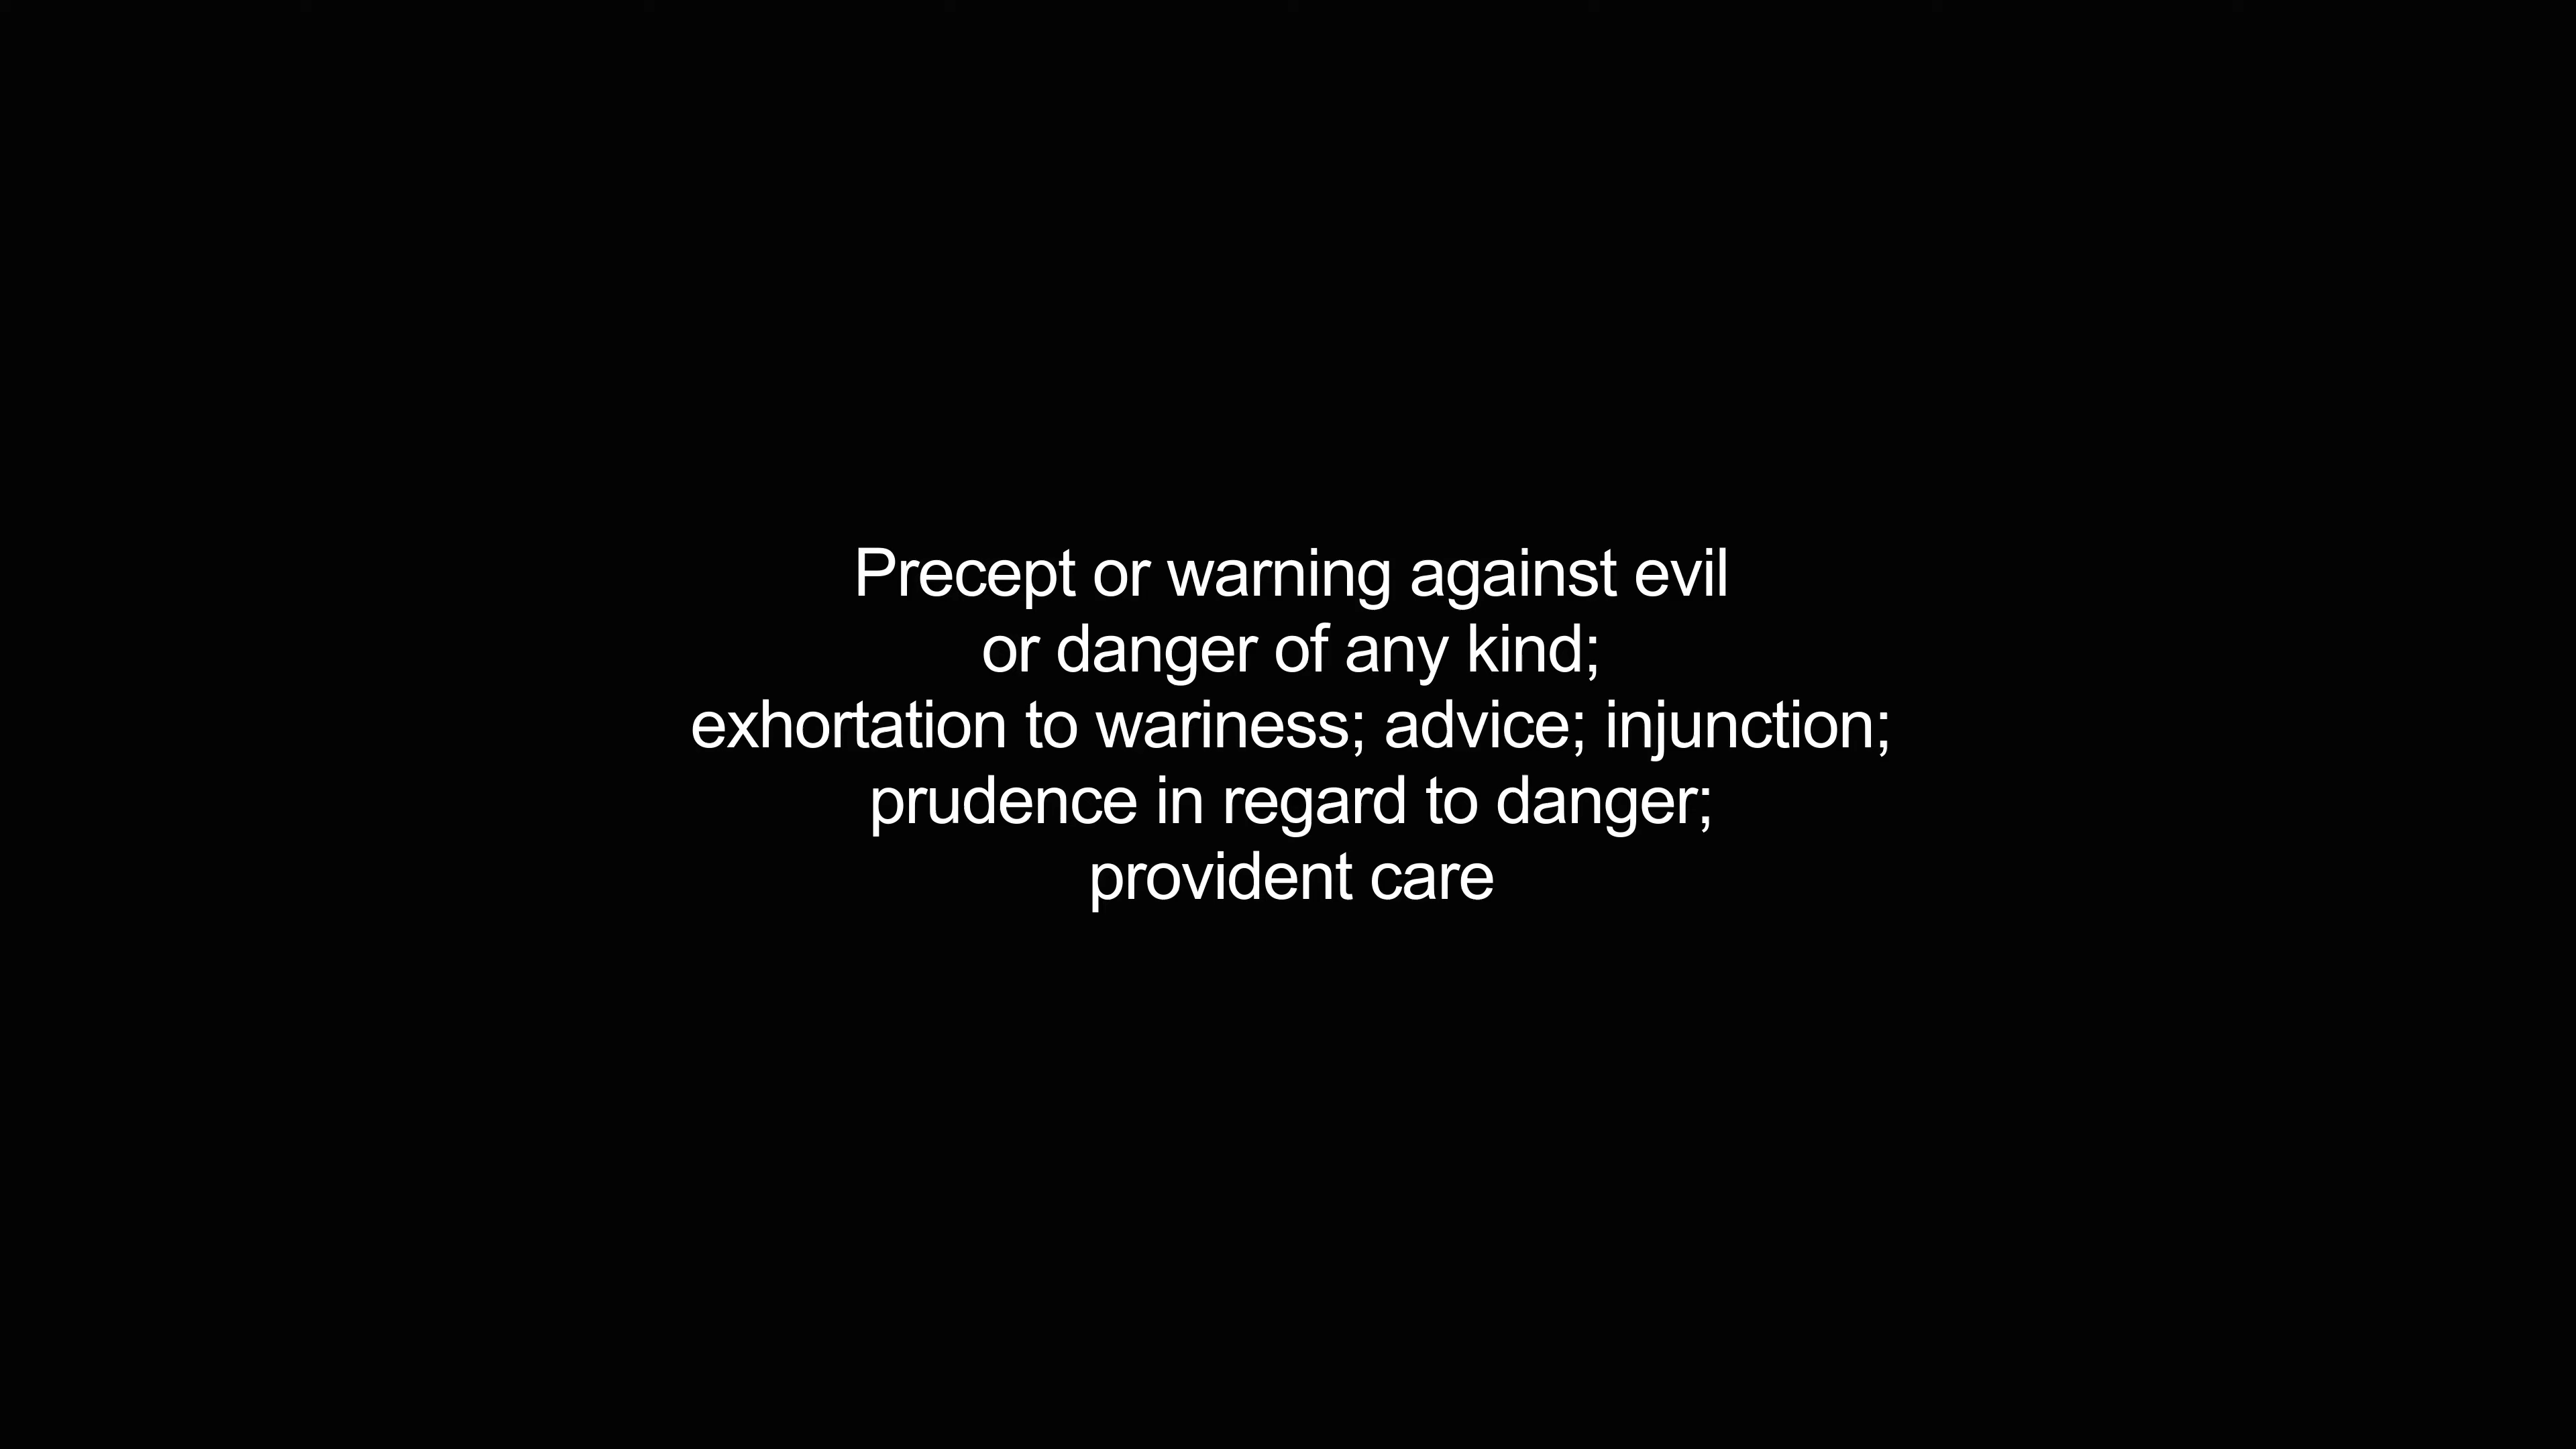 Precept or warning against evil
or danger of any kind;
exhortation to wariness; advice; injunction;
prudence in regard to danger;
provident care